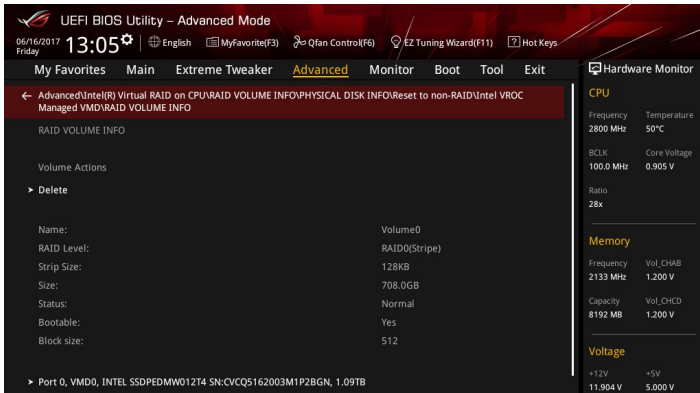 UEFI BIOS Utility – Advanced Mode
06/16/2017 Friday 13:05 English MyFavorite(F3) Qfan Control(F6) EZ Tuning Wizard(F11) ? Hot Keys
My Favorites Main Extreme Tweaker Advanced Monitor Boot Tool Exit
← Advanced\Intel(R) Virtual RAID on CPU\RAID VOLUME INFO\PHYSICAL DISK INFO\Reset to non-RAID\Intel VROC
Managed VMD\RAID VOLUME INFO
RAID VOLUME INFO
Volume Actions
> Delete
Name: Volume0
RAID Level: RAID0(Stripe)
Strip Size: 128KB
Size: 708.0GB
Status: Normal
Bootable: Yes
Block size: 512
> Port 0, VMD0, INTEL SSDPEDMW012T4 SN:CVCQ5162003M1P2BGN, 1.09TB
Hardware Monitor
CPU
Frequency Temperature
2800 MHz 50°C
BCLK Core Voltage
100.0 MHz 0.905 V
Ratio
28x
Memory
Frequency Vol_CHAB
2133 MHz 1.200 V
Capacity Vol_CHCD
8192 MB 1.200 V
Voltage
+12V +5V
11.904 V 5.000 V